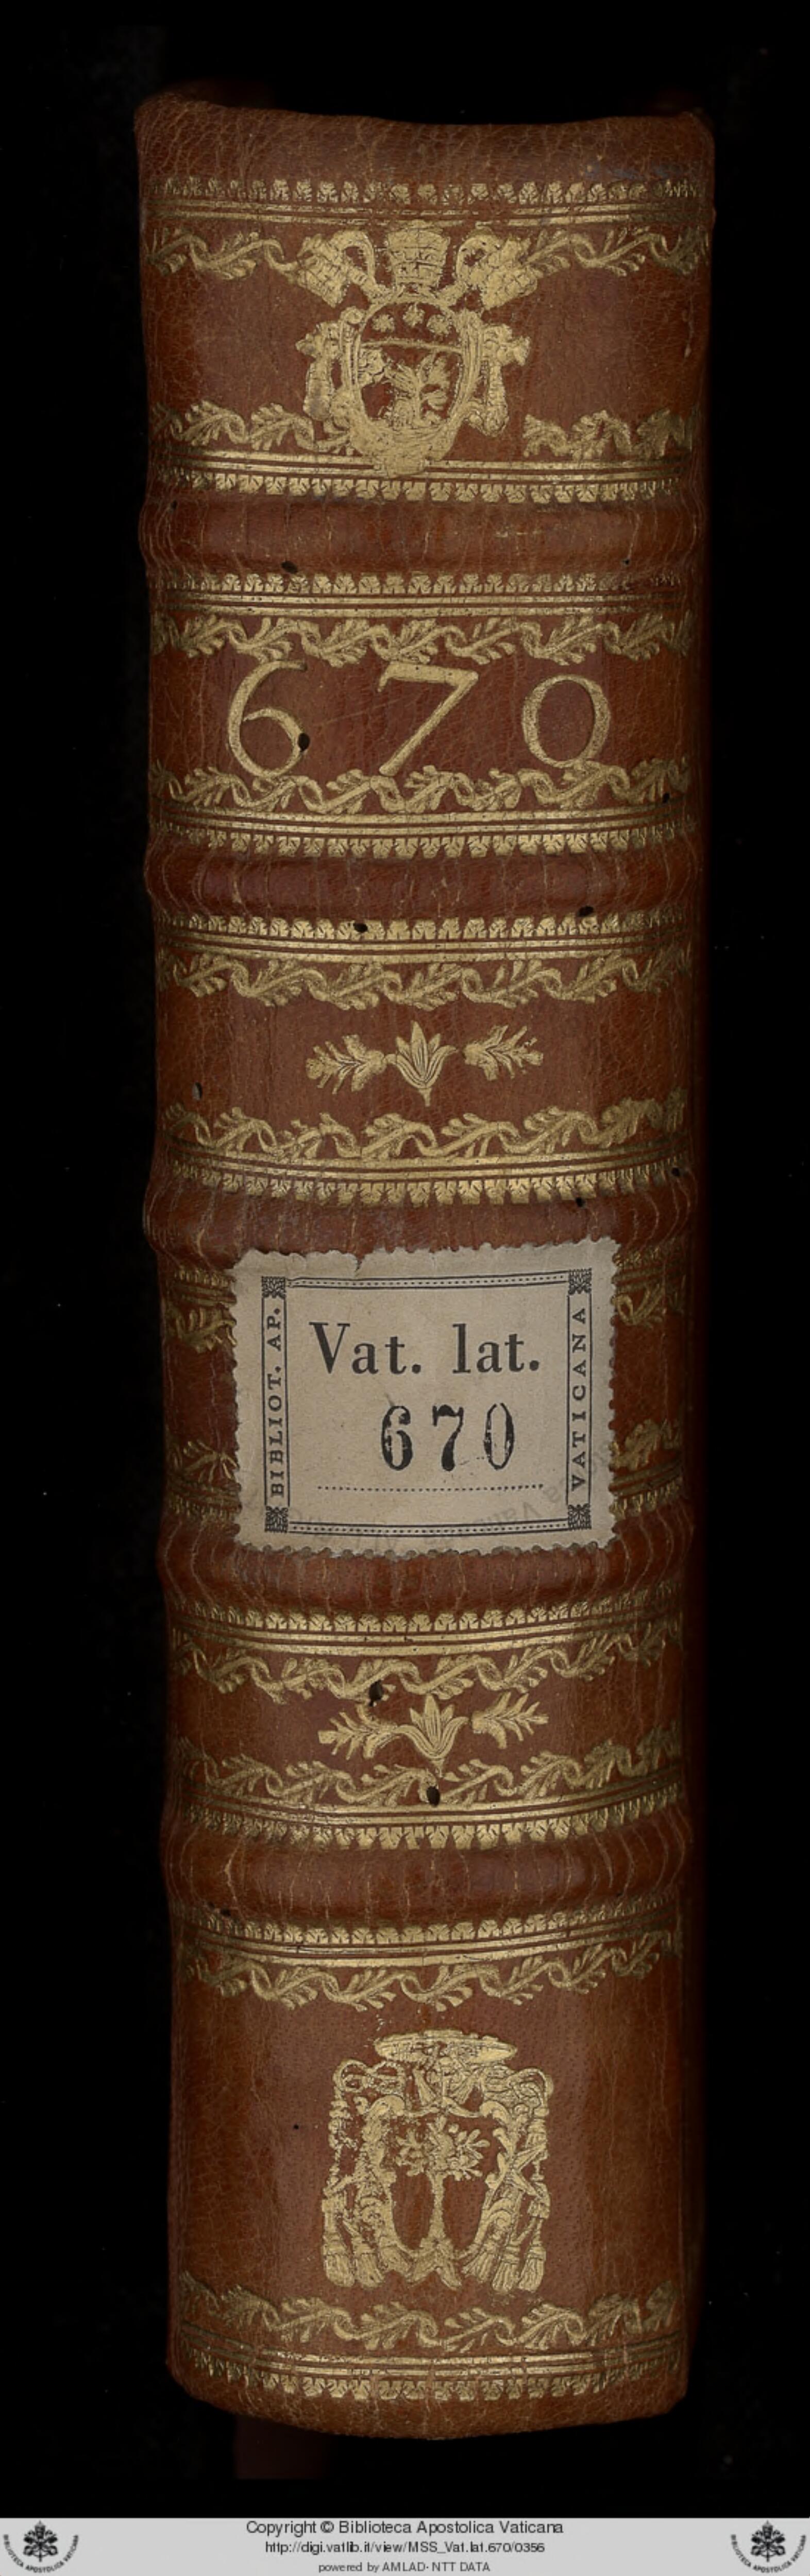 670
BIBLIOT. AP.
Vat. lat.
670
VATICANA
Copyright © Biblioteca Apostolica Vaticana
http://digi.vatlib.it/view/MSS_Vat.lat.670/0356
powered by AMLAD- NTT DATA